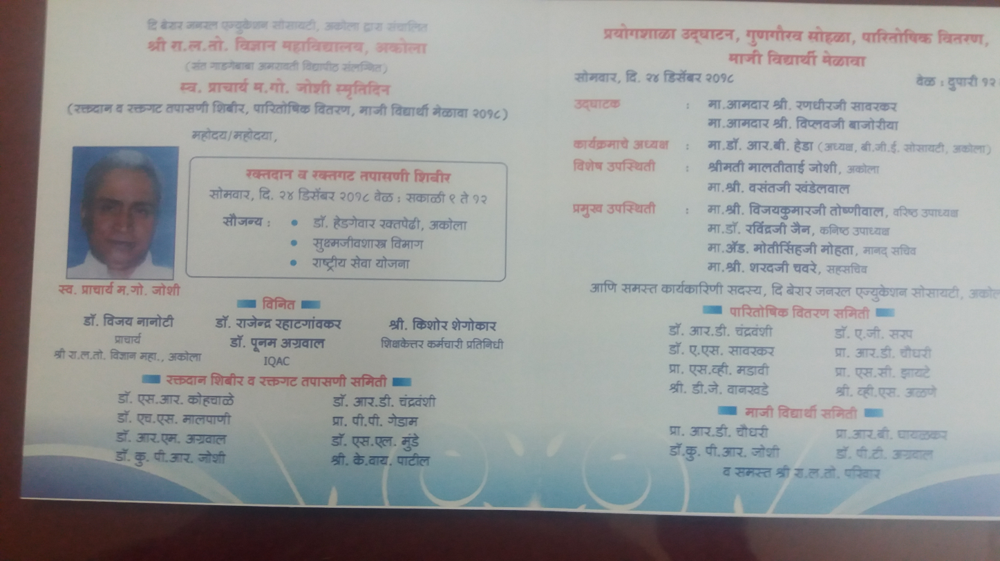 दि बेरार जनरल एज्युकेशन सोसायटी, अकोला द्वारा संचालित
श्री रा.ल.तो. विज्ञान महाविद्यालय, अकोला
(संत गाडगेबाबा अमरावती विद्यापीठ संलग्नित)
स्व. प्राचार्य म.गो. जोशी स्मृतिदिन
(रक्तदान व रक्तगट तपासणी शिबीर, पारितोषिक वितरण, माजी विद्यार्थी मेळावा २०१८)
महोदय/महोदया,
रक्तदान व रक्तगट तपासणी शिबीर
सोमवार, दि. २४ डिसेंबर २०१८ वेळ : सकाळी ९ ते १२
सौजन्य : • डॉ. हेडगेवार रक्तपेढी, अकोला
• सुक्ष्मजीवशास्त्र विभाग
• राष्ट्रीय सेवा योजना
स्व. प्राचार्य म.गो. जोशी
विनित
डॉ. विजय नानोटी डॉ. राजेन्द्र रहाटगांवकर श्री. किशोर शेगोकार
प्राचार्य डॉ. पूनम अग्रवाल शिक्षकेत्तर कर्मचारी प्रतिनिधी
श्री रा.ल.तो. विज्ञान महा., अकोला IQAC
रक्तदान शिबीर व रक्तगट तपासणी समिती
डॉ. एस.आर. कोहचाळे डॉ. आर.डी. चंद्रवंशी
डॉ. एच.एस. मालपाणी प्रा. पी.पी. गेडाम
डॉ. आर.एम. अग्रवाल डॉ. एस.एल. मुंडे
डॉ. कु. पी.आर. जोशी श्री. के.वाय. पाटील
प्रयोगशाळा उद्घाटन, गुणगौरव सोहळा, पारितोषिक वितरण,
माजी विद्यार्थी मेळावा
सोमवार, दि. २४ डिसेंबर २०१८ वेळ : दुपारी १२
उद्घाटक : मा.आमदार श्री. रणधीरजी सावरकर
मा.आमदार श्री. विप्लवजी बाजोरीया
कार्यक्रमाचे अध्यक्ष : मा.डॉ. आर.बी. हेडा (अध्यक्ष, बी.जी.ई. सोसायटी, अकोला)
विशेष उपस्थिती : श्रीमती मालतीताई जोशी, अकोला
मा.श्री. वसंतजी खंडेलवाल
प्रमुख उपस्थिती : मा.श्री. विजयकुमारजी तोष्णीवाल, वरिष्ठ उपाध्यक्ष
मा.डॉ. रविंद्रजी जैन, कनिष्ठ उपाध्यक्ष
मा.ॲड. मोतीसिंहजी मोहता, मानद् सचिव
मा.श्री. शरदजी चवरे, सहसचिव
आणि समस्त कार्यकारिणी सदस्य, दि बेरार जनरल एज्युकेशन सोसायटी,
पारितोषिक वितरण समिती
डॉ. आर.डी. चंद्रवंशी डॉ. ए.जी. सरप
डॉ. ए.एस. सावरकर प्रा. आर.डी. चौधरी
प्रा. एस.व्ही. मडावी प्रा. एस.सी. झायटे
श्री. डी.जे. वानखडे श्री. व्ही.एस. अळणे
माजी विद्यार्थी समिती
प्रा. आर.डी. चौधरी प्रा.आर.बी. घायळकर
डॉ.कु. पी.आर. जोशी डॉ. पी.टी. अग्रवाल
व समस्त श्री रा.ल.तो. परिवार